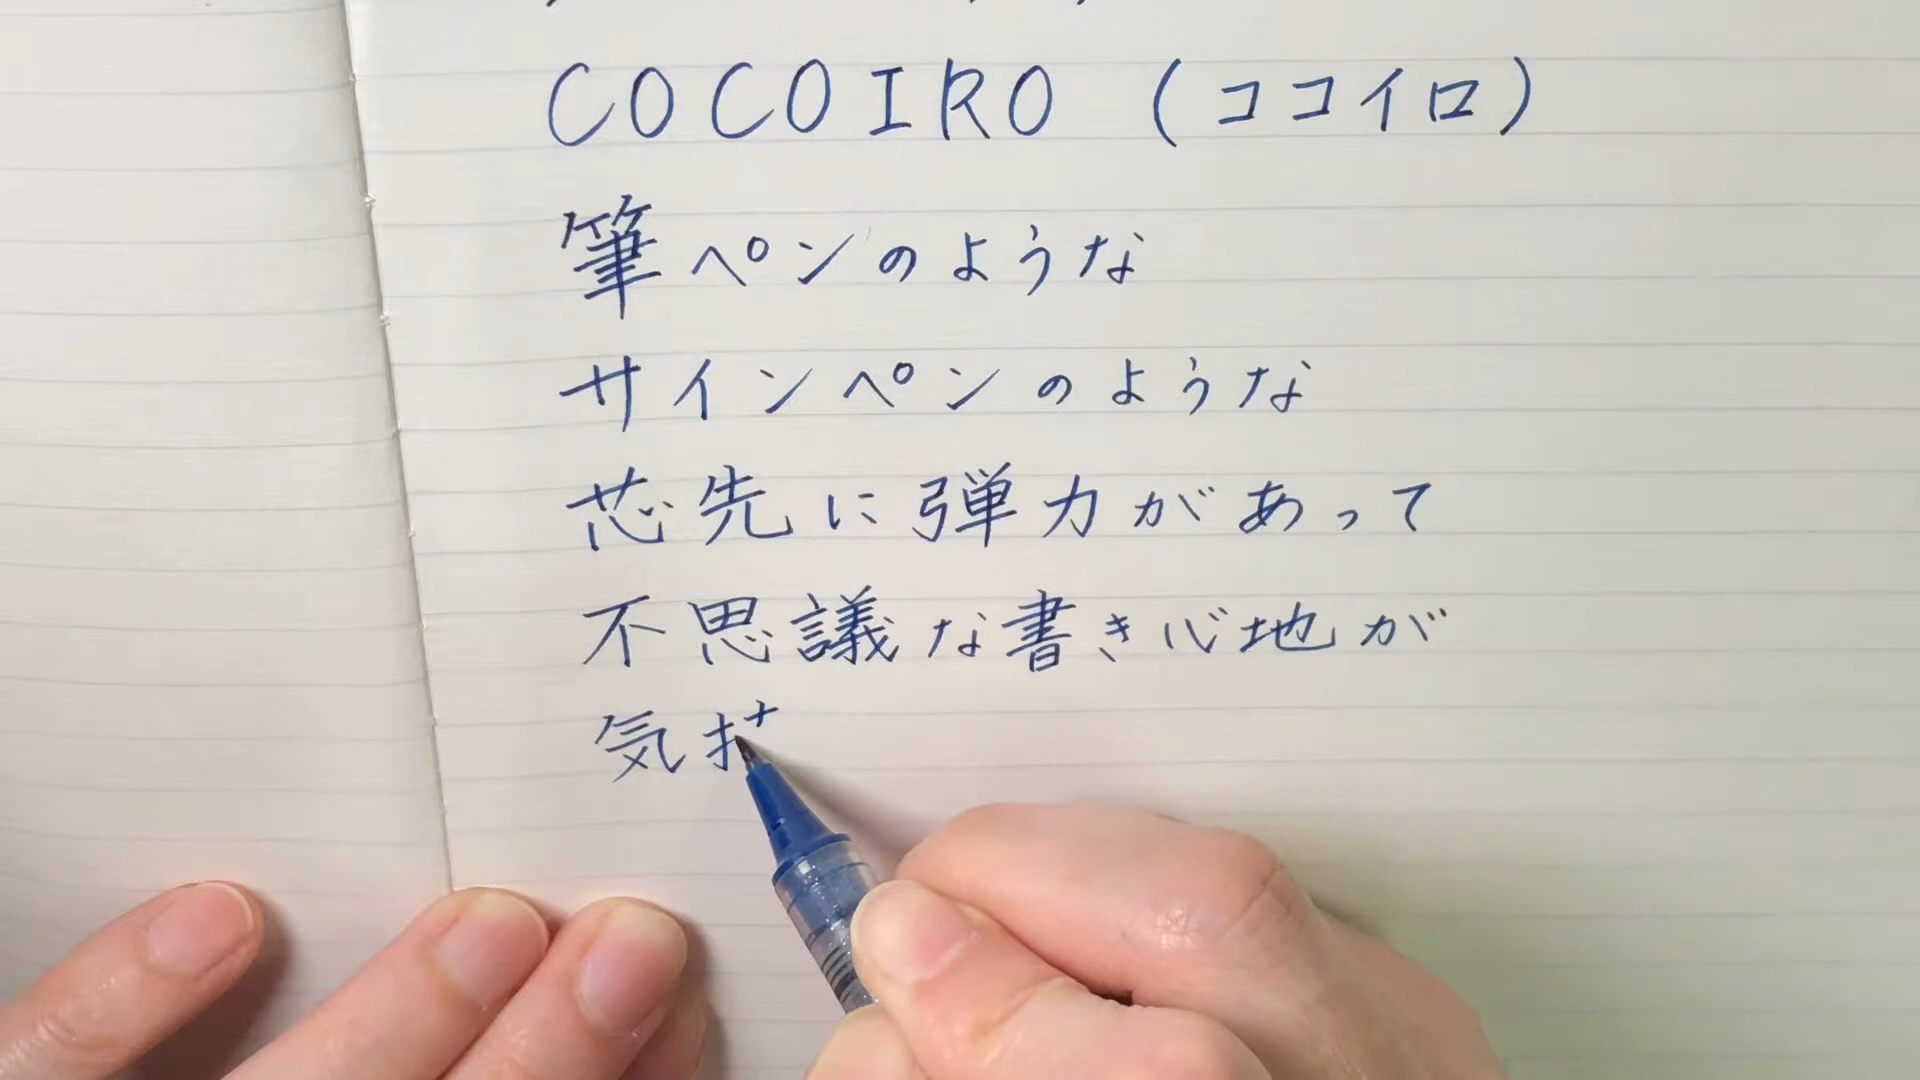 COCOIRO (ココイロ)
筆ペンのような
サインペンのような
芯先に弾力があって
不思議な書き心地が
気